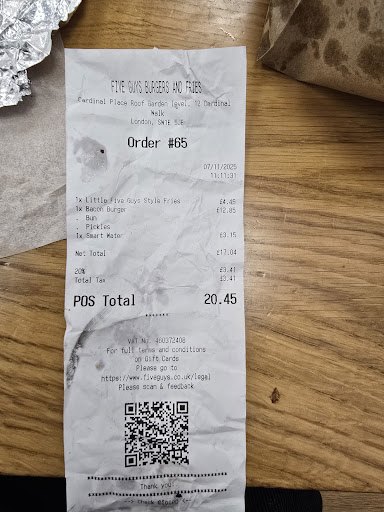 FIVE GUYS BURGERS AND FRIES
Cardinal Place Roof Garden level, 12 Cardinal
Walk
London, SW1E 5JE
Order #65
07/11/2025
11:11:31
1x Little Five Guys Style Fries £4.45
1x Bacon Burger £12.85
. Bun
. Pickles
1x Smart Water £3.15
Net Total £17.04
20% £3.41
Total Tax £3.41
POS Total 20.45
******
VAT No. 460372408
For full terms and conditions
on Gift Cards
Please go to
https://www.fiveguys.co.uk/legal
Please scan & feedback
Thank you